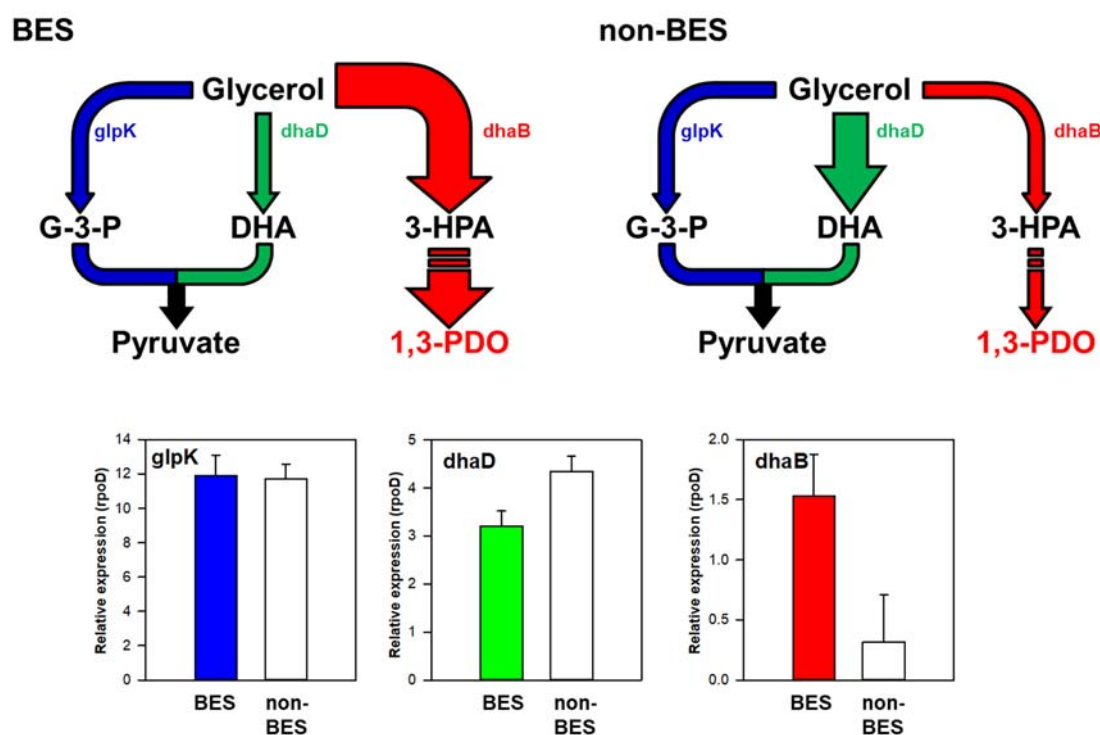 BES
Glycerol
glpK
dhaD
dhaB
G-3-P
DHA
3-HPA
Pyruvate
1,3-PDO
non-BES
Glycerol
glpK
dhaD
dhaB
G-3-P
DHA
3-HPA
Pyruvate
1,3-PDO
glpK
Relative expression (rpoD)
14
12
10
8
6
4
2
0
BES
non-
BES
dhaD
Relative expression (rpoD)
5
4
3
2
1
0
BES
non-
BES
dhaB
Relative expression (rpoD)
2.0
1.5
1.0
0.5
0.0
BES
non-
BES